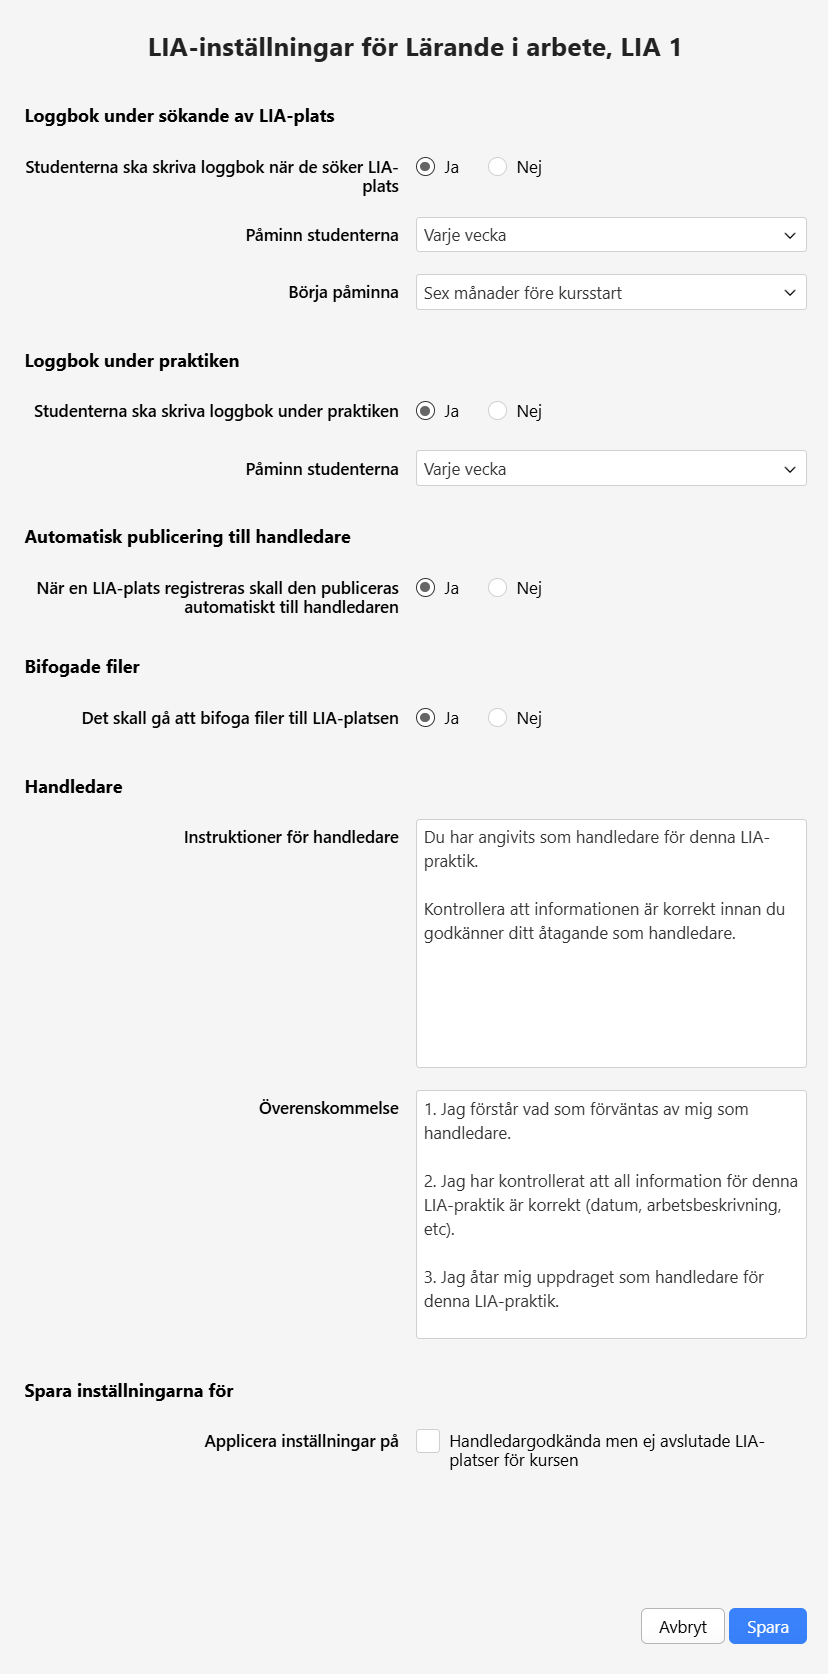 LIA-inställningar för Lärande i arbete, LIA 1
Loggbok under sökande av LIA-plats
Studenterna ska skriva loggbok när de söker LIA-
plats
Ja
Nej
Påminn studenterna
Varje vecka
Börja påminna
Sex månader före kursstart
Loggbok under praktiken
Studenterna ska skriva loggbok under praktiken
Ja
Nej
Påminn studenterna
Varje vecka
Automatisk publicering till handledare
När en LIA-plats registreras skall den publiceras
automatiskt till handledaren
Ja
Nej
Bifogade filer
Det skall gå att bifoga filer till LIA-platsen
Ja
Nej
Handledare
Instruktioner för handledare
Du har angivits som handledare för denna LIA-
praktik.
Kontrollera att informationen är korrekt innan du
godkänner ditt åtagande som handledare.
Överenskommelse
1. Jag förstår vad som förväntas av mig som
handledare.
2. Jag har kontrollerat att all information för denna
LIA-praktik är korrekt (datum, arbetsbeskrivning,
etc).
3. Jag åtar mig uppdraget som handledare för
denna LIA-praktik.
Spara inställningarna för
Applicera inställningar på
Handledargodkända men ej avslutade LIA-
platser för kursen
Avbryt
Spara